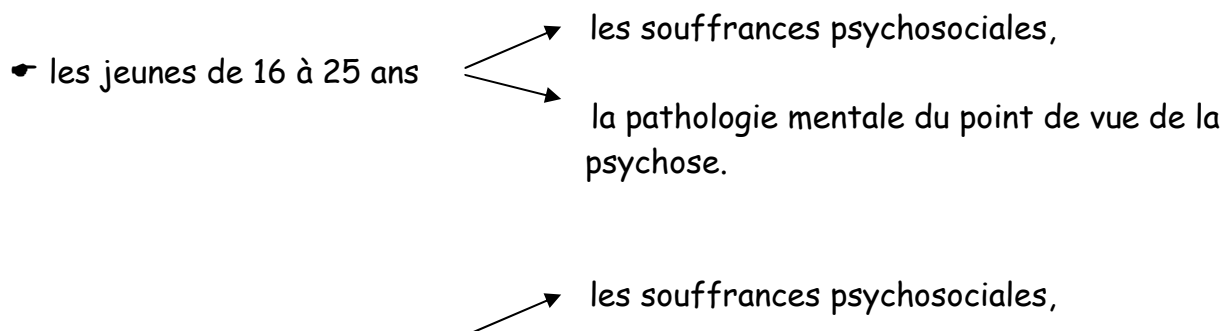 les souffrances psychosociales,
☛ les jeunes de 16 à 25 ans
la pathologie mentale du point de vue de la
psychose.
les souffrances psychosociales,